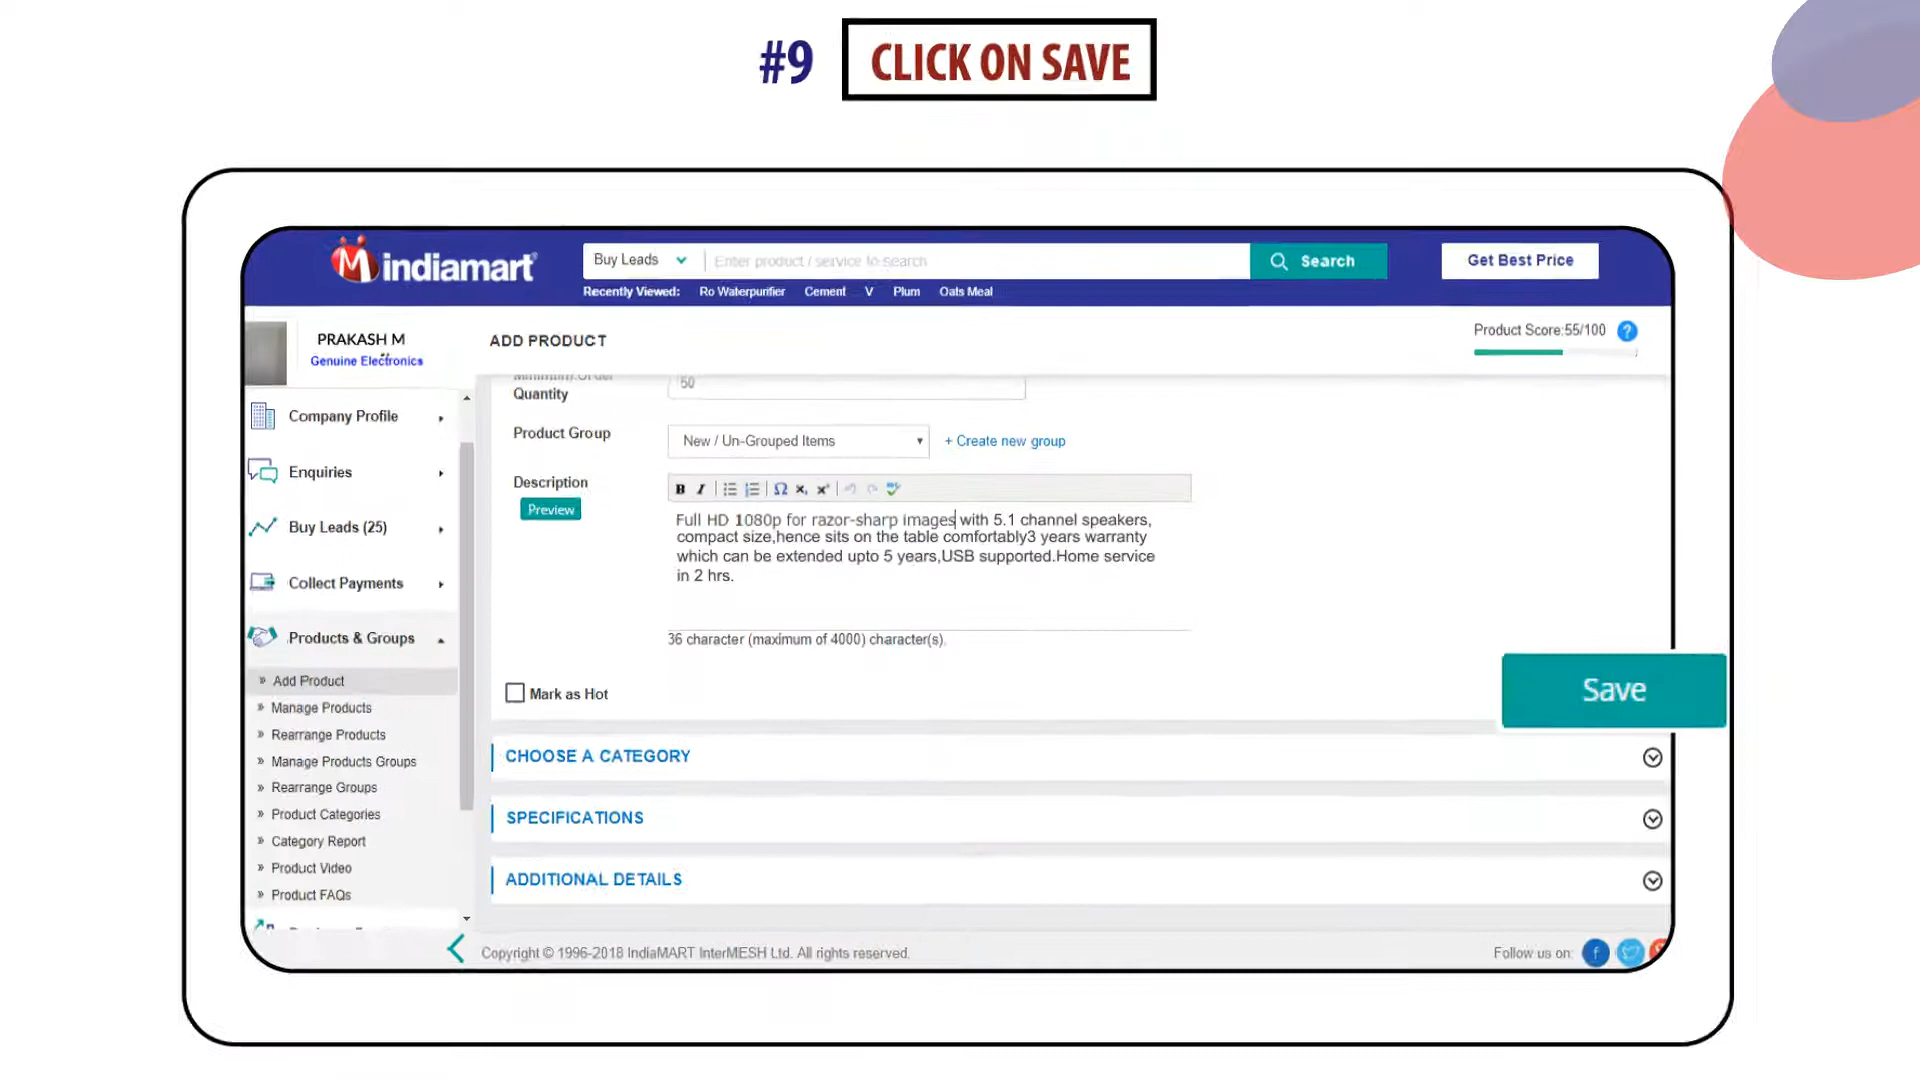 #9 CLICK ON SAVE
indiamart
Buy Leads
Enter product / service to search
Search
Get Best Price
Recently Viewed: Ro Waterpurifier Cement V Plum Oats Meal
PRAKASH M
Genuine Electronics
ADD PRODUCT
Product Score:55/100
?
Company Profile
Enquiries
Buy Leads (25)
Collect Payments
Products & Groups
» Add Product
» Manage Products
» Rearrange Products
» Manage Products Groups
» Rearrange Groups
» Product Categories
» Category Report
» Product Video
» Product FAQs
Minimum Order
Quantity
50
Product Group
New / Un-Grouped Items
+ Create new group
Description
Preview
B I Ω x, x˟
Full HD 1080p for razor-sharp images with 5.1 channel speakers,
compact size,hence sits on the table comfortably3 years warranty
which can be extended upto 5 years,USB supported.Home service
in 2 hrs.
36 character (maximum of 4000) character(s).
Mark as Hot
Save
CHOOSE A CATEGORY
SPECIFICATIONS
ADDITIONAL DETAILS
Copyright © 1996-2018 IndiaMART InterMESH Ltd. All rights reserved.
Follow us on: